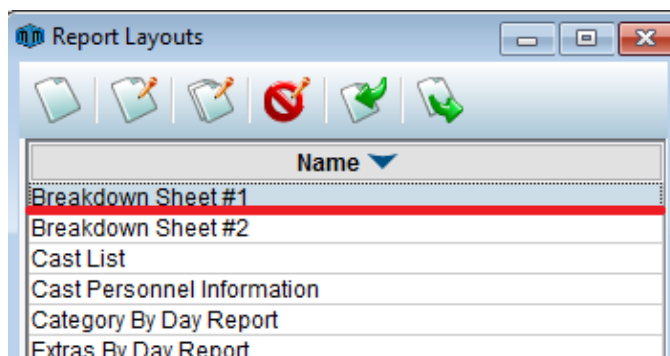 Report Layouts
Name
Breakdown Sheet #1
Breakdown Sheet #2
Cast List
Cast Personnel Information
Category By Day Report
Extras By Day Report